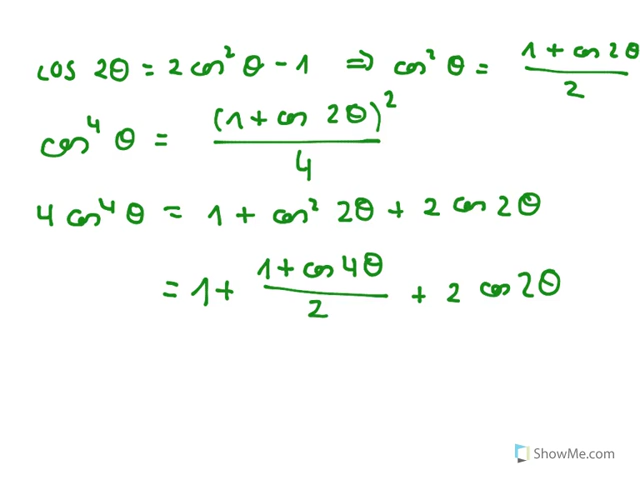 cos 2θ = 2 cos² θ − 1 ⇒ cos² θ = (1 + cos 2θ)/2
cos⁴ θ = (1 + cos 2θ)²/4
4 cos⁴ θ = 1 + cos² 2θ + 2 cos 2θ
= 1 + (1 + cos 4θ)/2 + 2 cos 2θ
ShowMe.com